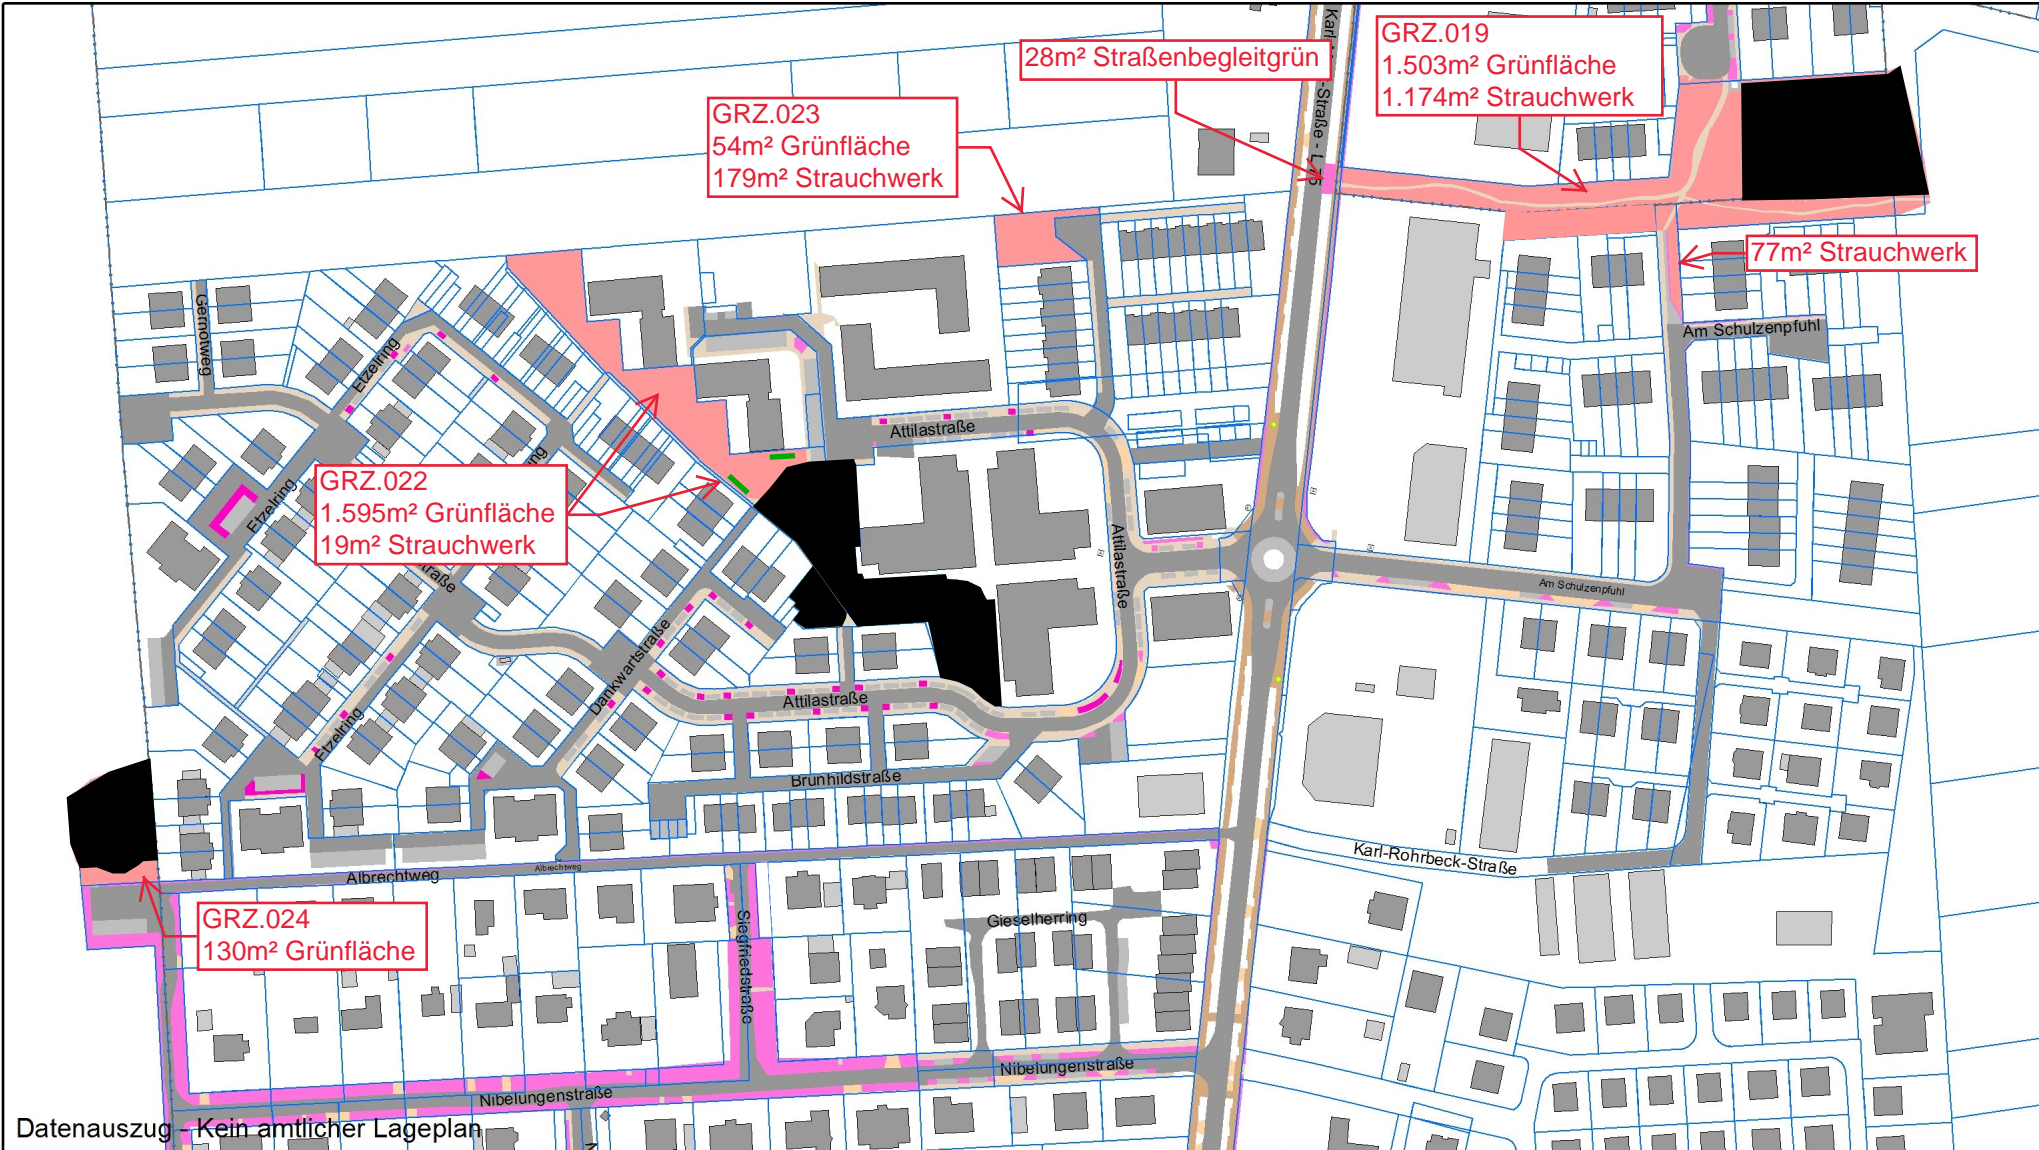 28m² Straßenbegleitgrün
GRZ.019
1.503m² Grünfläche
1.174m² Strauchwerk
GRZ.023
54m² Grünfläche
179m² Strauchwerk
77m² Strauchwerk
Am Schulzenpfuhl
Gernotweg
Etzelring
Attilastraße
GRZ.022
1.595m² Grünfläche
19m² Strauchwerk
Etzelring
Attilastraße
Am Schulzenpfuhl
Dankwartstraße
Attilastraße
Etzelring
Brunhildstraße
Karl-Rohrbeck-Straße
Albrechtweg
Albrechtweg
GRZ.024
130m² Grünfläche
Siegfriedstraße
Gieselherring
Nibelungenstraße
Nibelungenstraße
Datenauszug - Kein amtlicher Lageplan